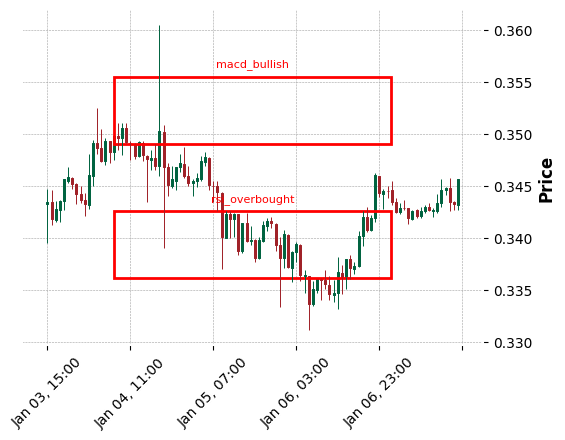 0.360
macd_bullish
0.355
0.350
0.345
rsi_overbought
0.340
0.335
0.330
Price
Jan 03, 15:00
Jan 04, 11:00
Jan 05, 07:00
Jan 06, 03:00
Jan 06, 23:00